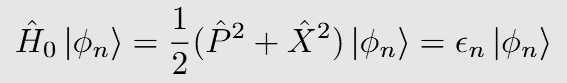 Ĥ₀ |ϕₙ⟩ = 1/2 (P̂² + X̂²) |ϕₙ⟩ = ϵₙ |ϕₙ⟩